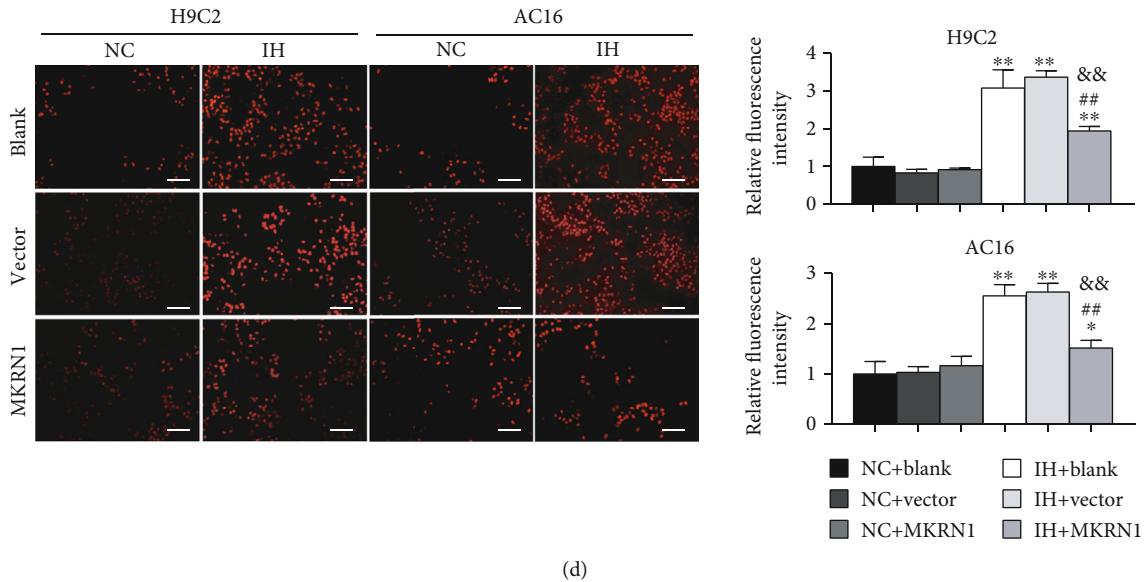 H9C2
AC16
NC
IH
NC
IH
Blank
Vector
MKRN1
H9C2
Relative fluorescence
intensity
4
3
2
1
0
**
**
&&
##
**
AC16
Relative fluorescence
intensity
3
2
1
0
**
**
&&
##
*
NC+blank
IH+blank
NC+vector
IH+vector
NC+MKRN1
IH+MKRN1
(d)